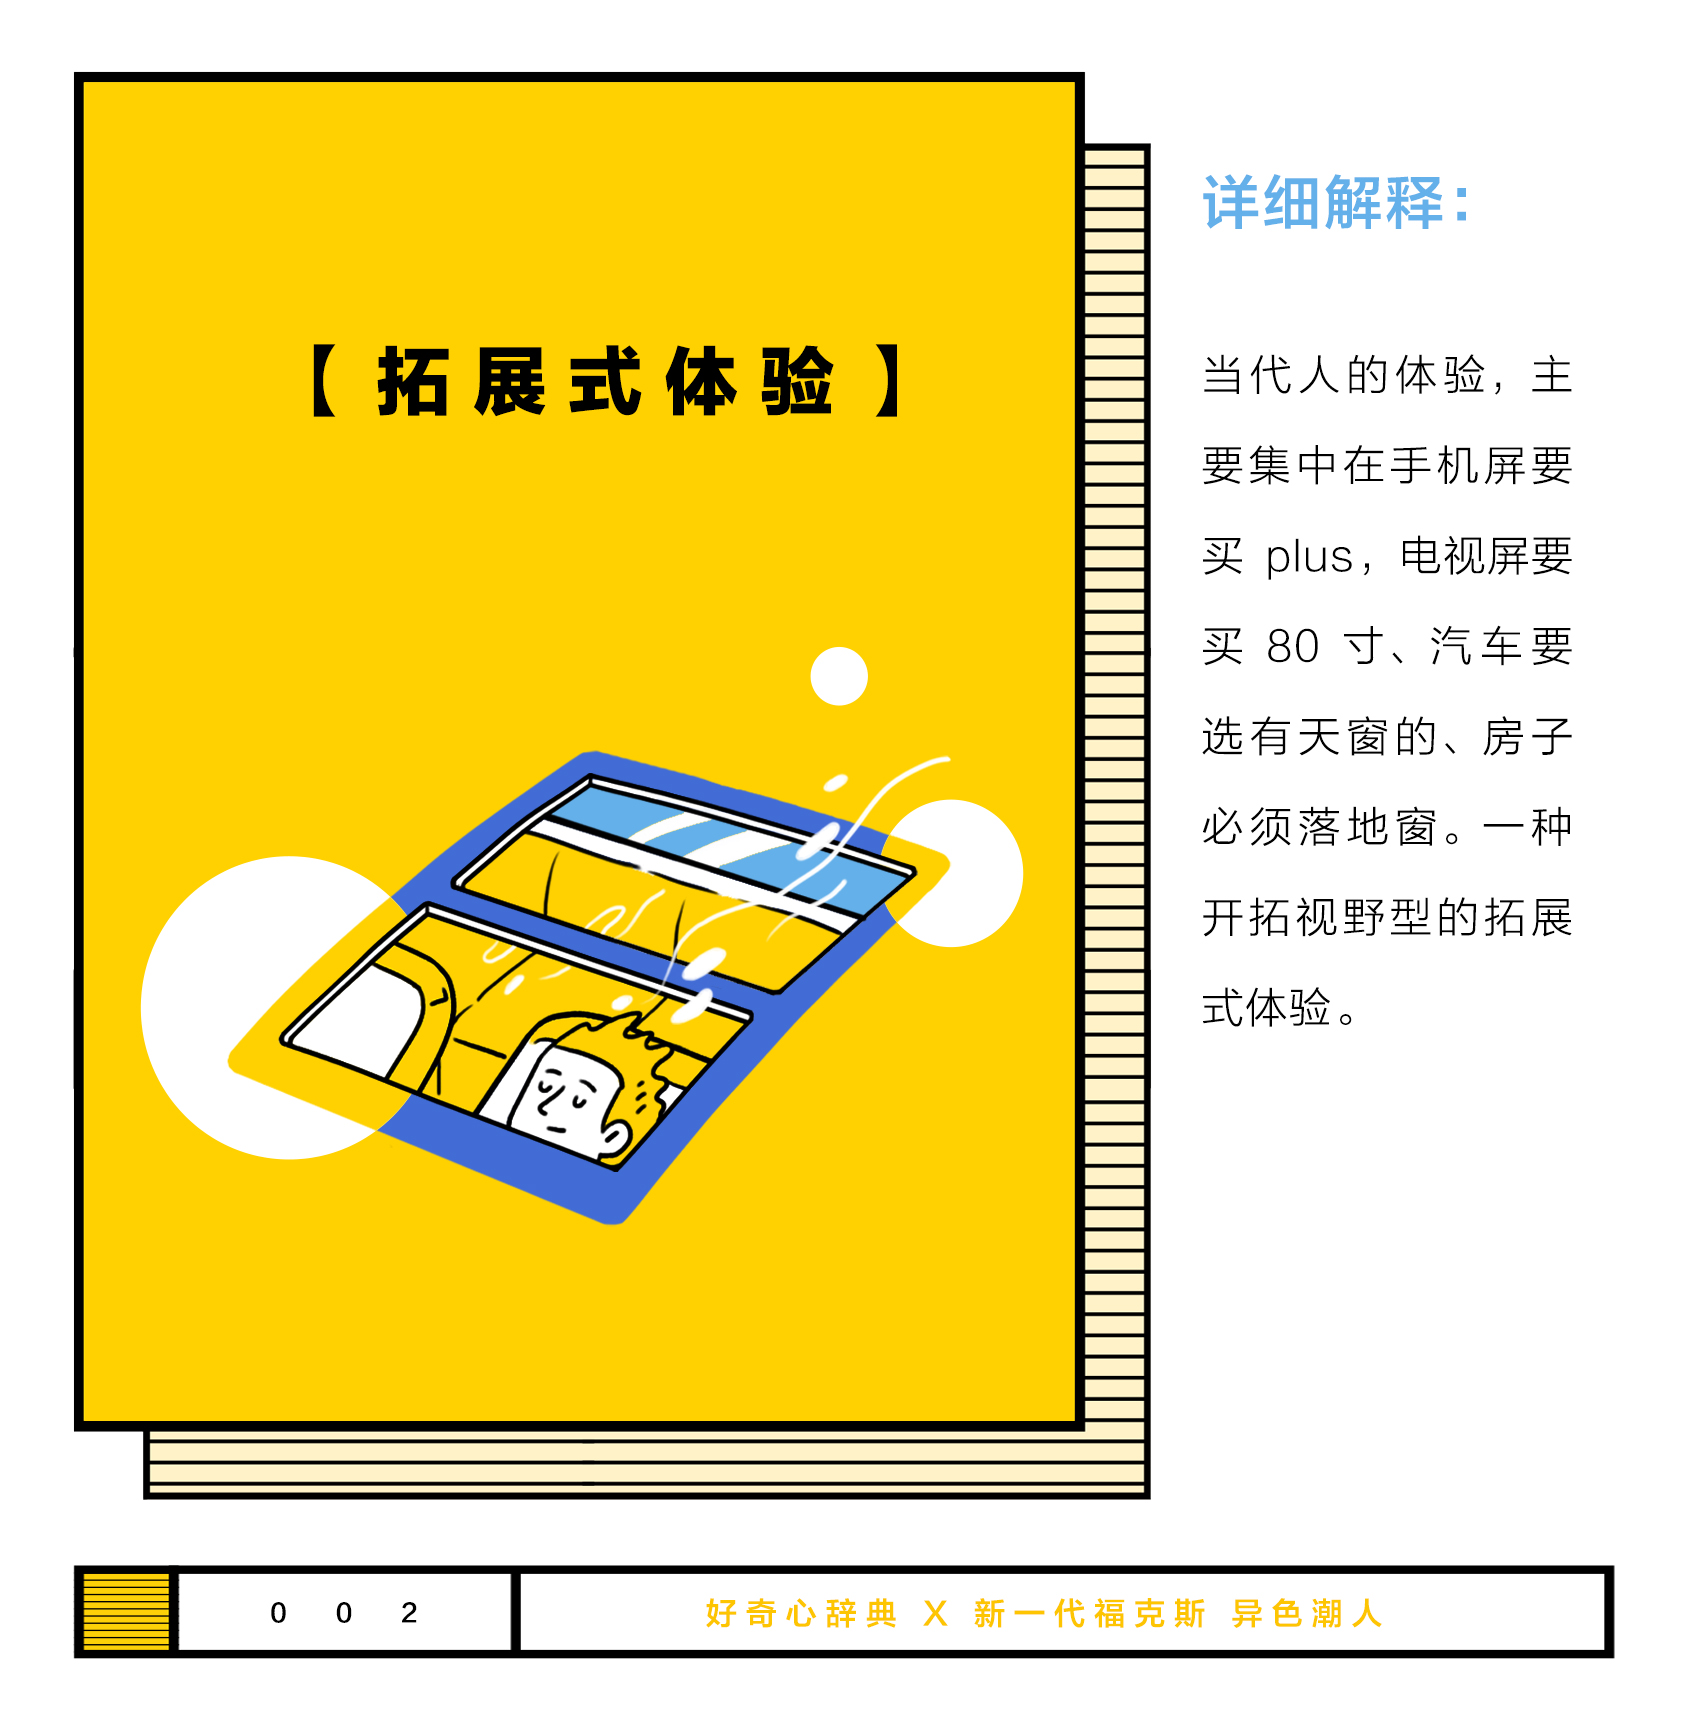 【拓展式体验】
详细解释：
当代人的体验，主
要集中在手机屏要
买 plus，电视屏要
买 80 寸、汽车要
选有天窗的、房子
必须落地窗。一种
开拓视野型的拓展
式体验。
002
好奇心辞典 X 新一代福克斯 异色潮人